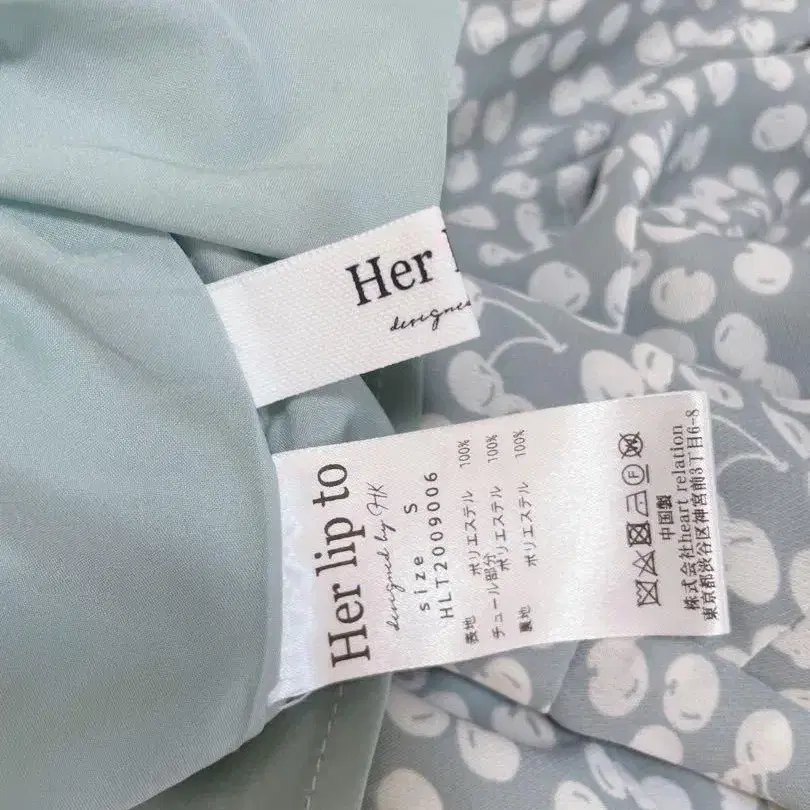 Her
designed
Her lip to
designed by HK
size S
HLT2009006
表地 ポリエステル 100%
チュール部分 ポリエステル 100%
裏地 ポリエステル 100%
中国製
株式会社heart relation
東京都渋谷区神宮前3丁目6-8